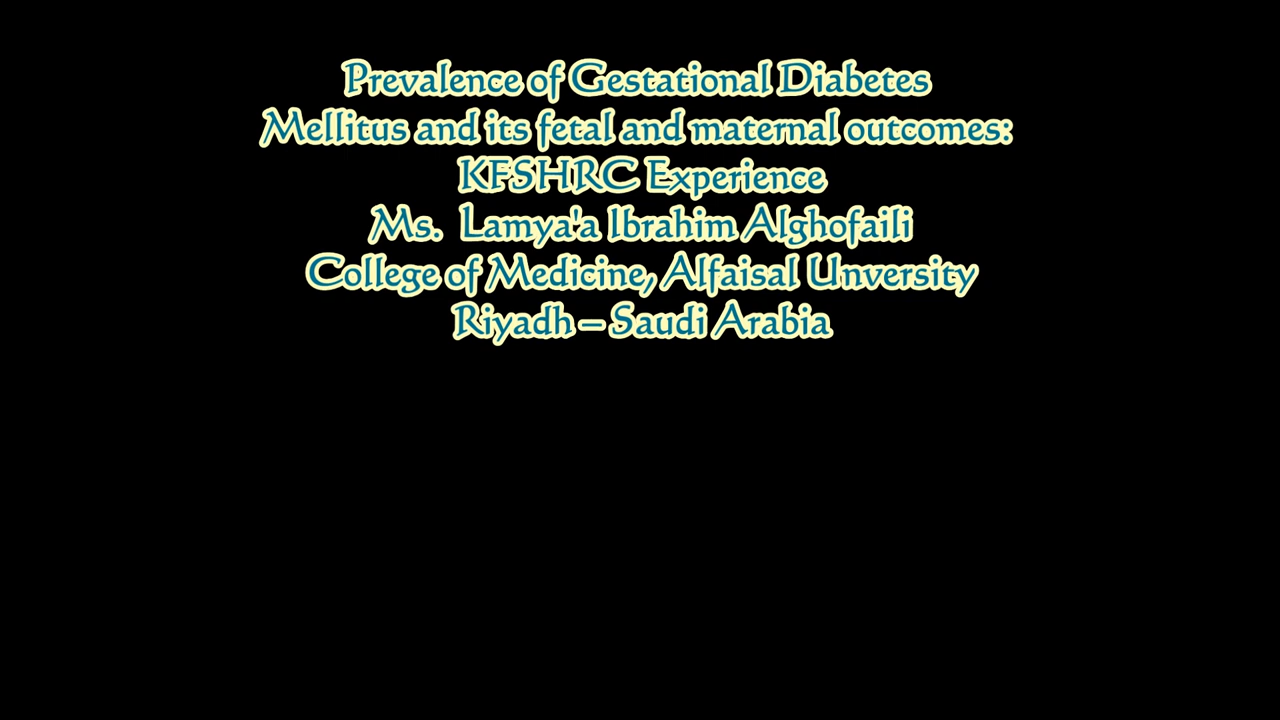 Prevalence of Gestational Diabetes
Mellitus and its fetal and maternal outcomes:
KFSHRC Experience
Ms.  Lamya'a Ibrahim Alghofaili
College of Medicine, Alfaisal Unversity
Riyadh – Saudi Arabia